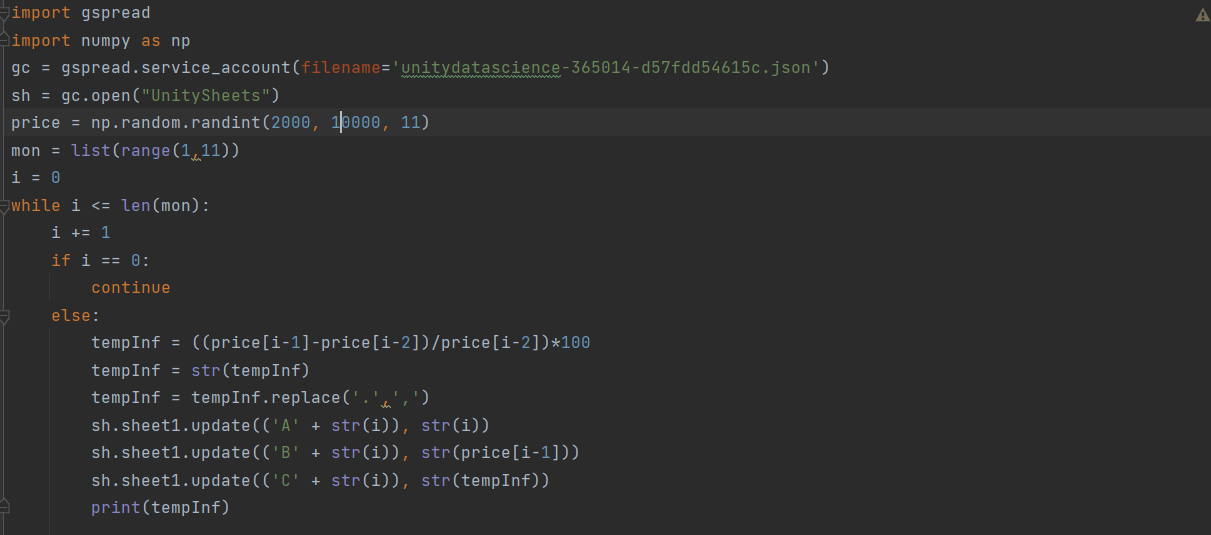 import gspread
import numpy as np
gc = gspread.service_account(filename='unitydatascience-365014-d57fdd54615c.json')
sh = gc.open("UnitySheets")
price = np.random.randint(2000, 10000, 11)
mon = list(range(1,11))
i = 0
while i <= len(mon):
    i += 1
    if i == 0:
        continue
    else:
        tempInf = ((price[i-1]-price[i-2])/price[i-2])*100
        tempInf = str(tempInf)
        tempInf = tempInf.replace('.',',')
        sh.sheet1.update(('A' + str(i)), str(i))
        sh.sheet1.update(('B' + str(i)), str(price[i-1]))
        sh.sheet1.update(('C' + str(i)), str(tempInf))
        print(tempInf)